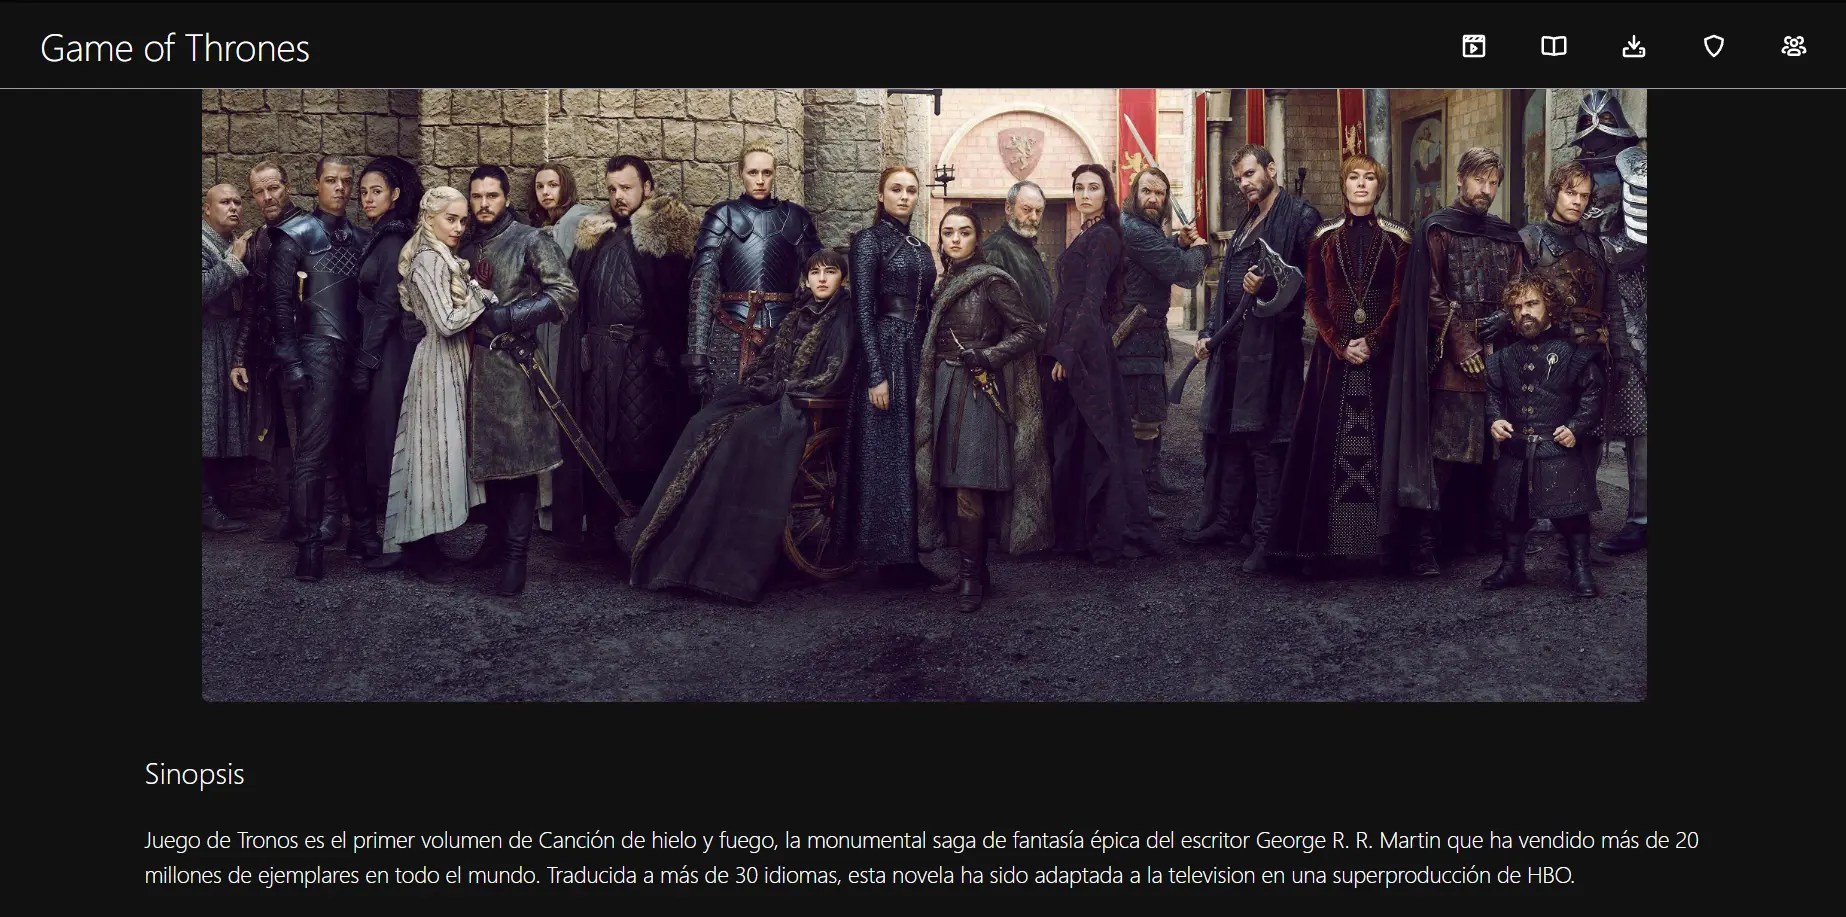 Game of Thrones
Sinopsis
Juego de Tronos es el primer volumen de Canción de hielo y fuego, la monumental saga de fantasía épica del escritor George R. R. Martin que ha vendido más de 20
millones de ejemplares en todo el mundo. Traducida a más de 30 idiomas, esta novela ha sido adaptada a la television en una superproducción de HBO.